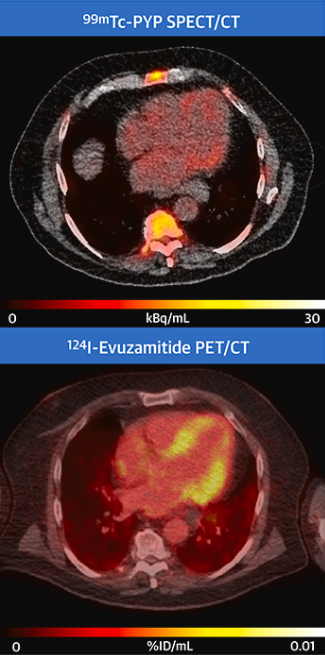 ⁹⁹ᵐTc-PYP SPECT/CT
0 kBq/mL 30
¹²⁴I-Evuzamitide PET/CT
0 %ID/mL 0.01